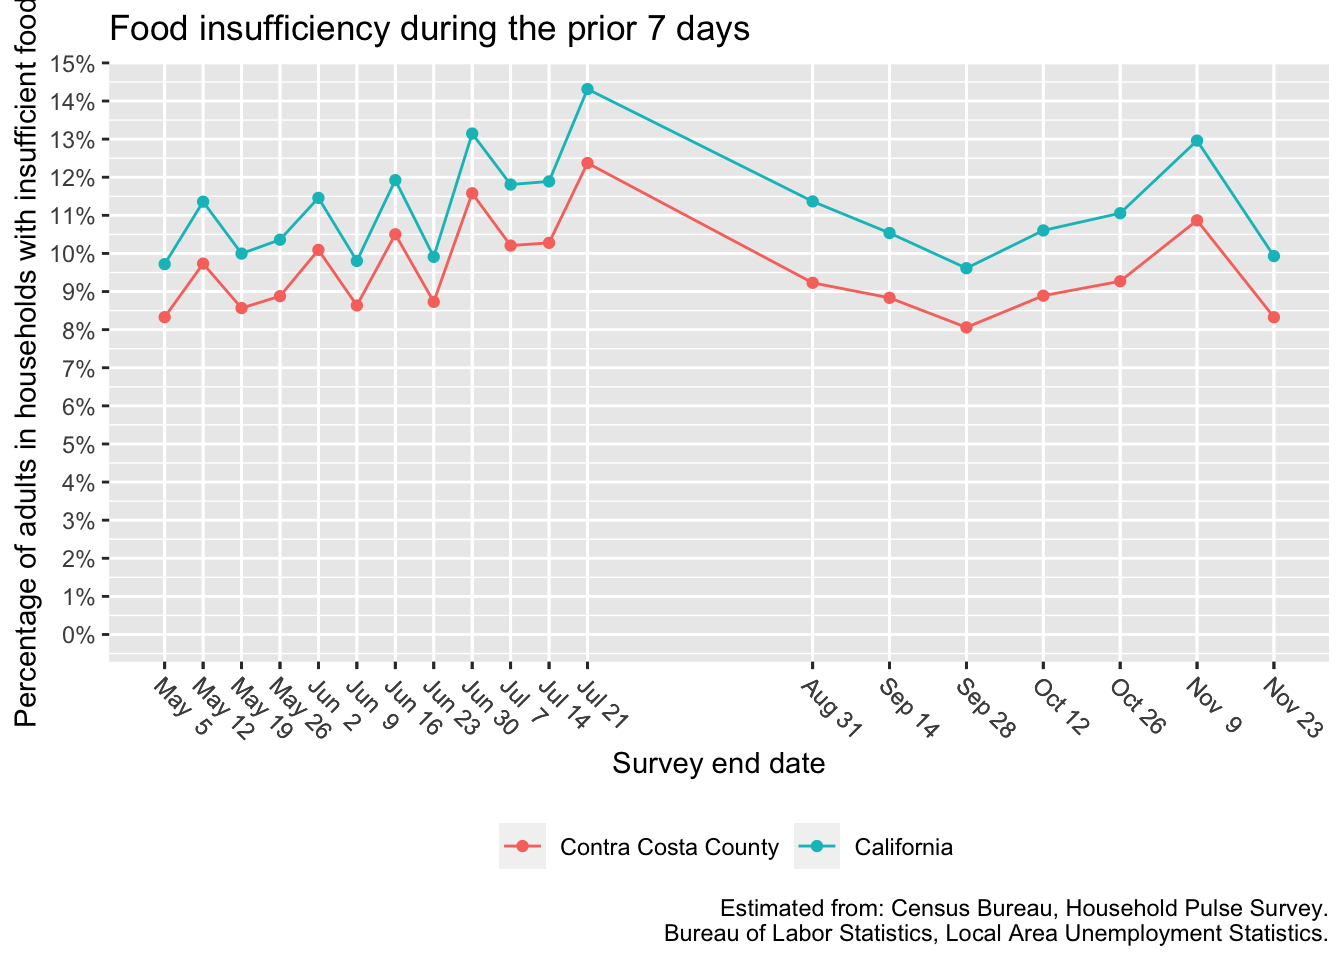 Food insufficiency during the prior 7 days
Percentage of adults in households with insufficient food
15%
14%
13%
12%
11%
10%
9%
8%
7%
6%
5%
4%
3%
2%
1%
0%
May 5
May 12
May 19
May 26
Jun 2
Jun 9
Jun 16
Jun 23
Jun 30
Jul 7
Jul 14
Jul 21
Aug 31
Sep 14
Sep 28
Oct 12
Oct 26
Nov 9
Nov 23
Survey end date
Contra Costa County
California
Estimated from: Census Bureau, Household Pulse Survey.
Bureau of Labor Statistics, Local Area Unemployment Statistics.